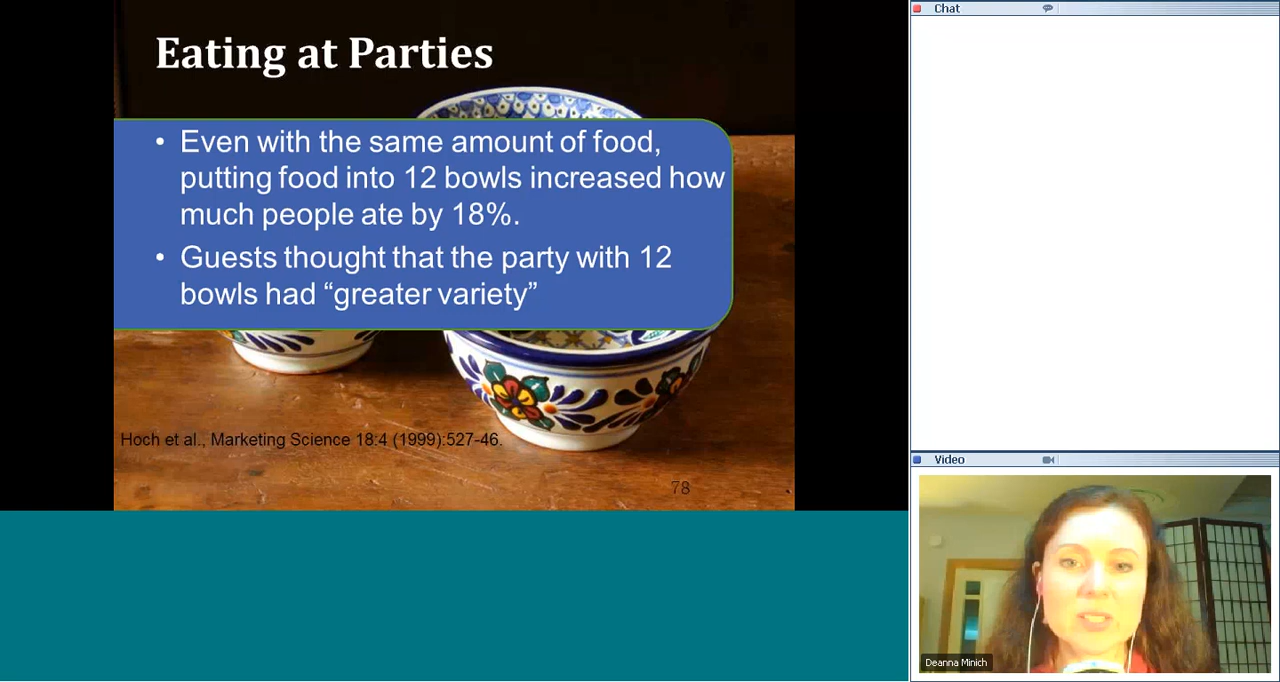 Eating at Parties
• Even with the same amount of food,
putting food into 12 bowls increased how
much people ate by 18%.
• Guests thought that the party with 12
bowls had “greater variety”
Hoch et al., Marketing Science 18:4 (1999):527-46.
78
Chat
Video
Deanna Minich